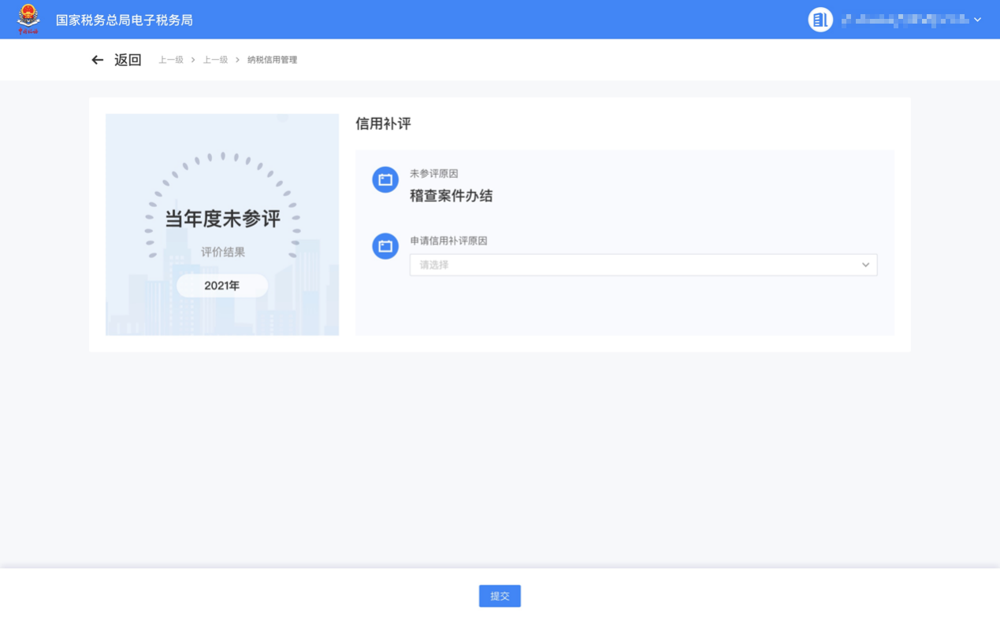 国家税务总局电子税务局
返回 上一级 > 上一级 > 纳税信用管理
当年度未参评
评价结果
2021年
信用补评
未参评原因
稽查案件办结
申请信用补评原因
请选择
提交